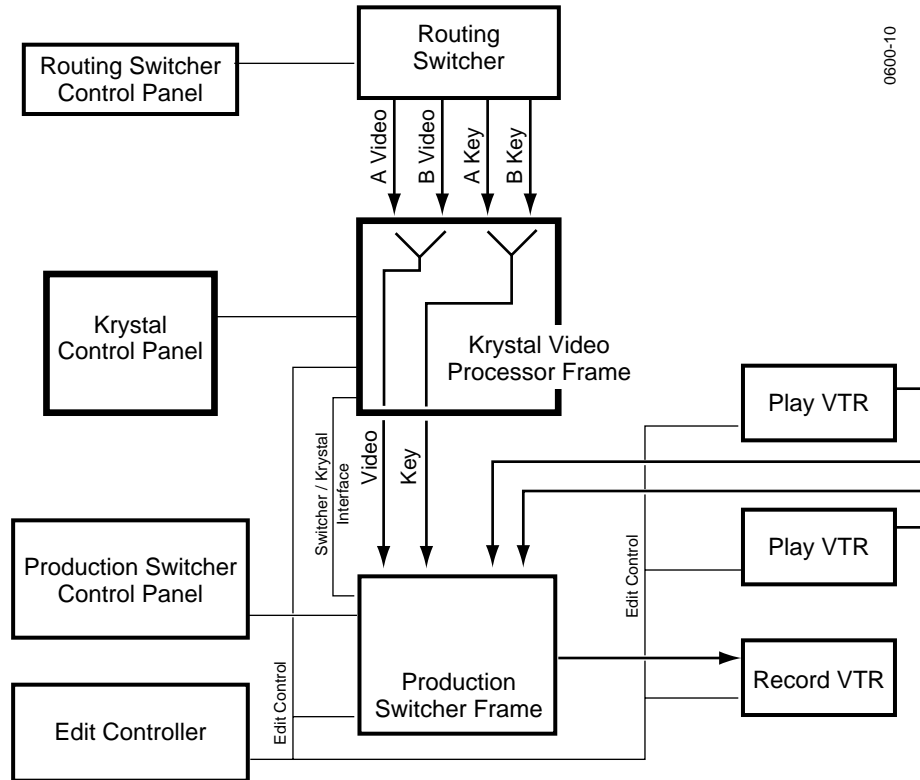 Routing
Switcher
0600-10
Routing Switcher
Control Panel
A Video
B Video
A Key
B Key
Krystal
Control Panel
Krystal Video
Processor Frame
Play VTR
Switcher / Krystal
Interface
Video
Key
Production Switcher
Control Panel
Play VTR
Edit Control
Production
Switcher Frame
Record VTR
Edit Controller
Edit Control